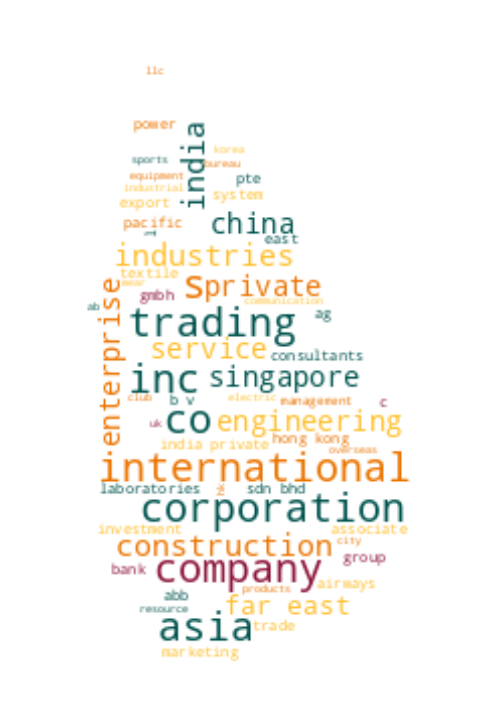 llc
power
india
korea
sports
bureau
equipment
pte
industrial
system
export
pacific
china
east
industries
textile
s
private
gmbh
communication
enterprise
ab
trading
ag
service
consultants
inc
singapore
club
b v
electric
management
c
uk
co
engineering
india private
hong kong
overseas
international
laboratories
hk
sdn bhd
corporation
investment
associate
construction
city
group
bank
company
airways
products
abb
far east
resource
asia
trade
marketing